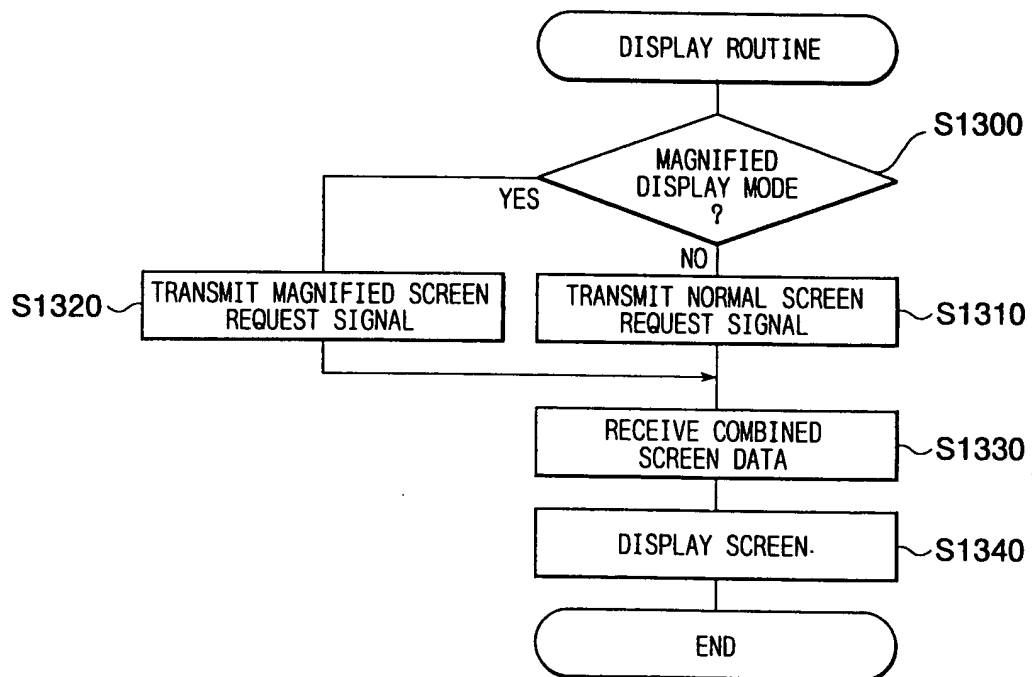 DISPLAY ROUTINE
S1300
MAGNIFIED
DISPLAY MODE
?
YES
NO
S1320
TRANSMIT MAGNIFIED SCREEN
REQUEST SIGNAL
TRANSMIT NORMAL SCREEN
REQUEST SIGNAL
S1310
RECEIVE COMBINED
SCREEN DATA
S1330
DISPLAY SCREEN
S1340
END